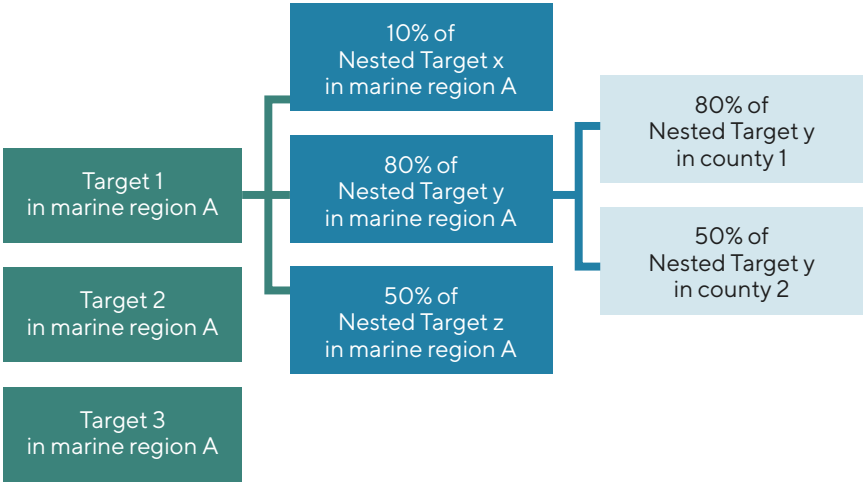 Target 1
in marine region A
Target 2
in marine region A
Target 3
in marine region A
10% of
Nested Target x
in marine region A
80% of
Nested Target y
in marine region A
50% of
Nested Target z
in marine region A
80% of
Nested Target y
in county 1
50% of
Nested Target y
in county 2